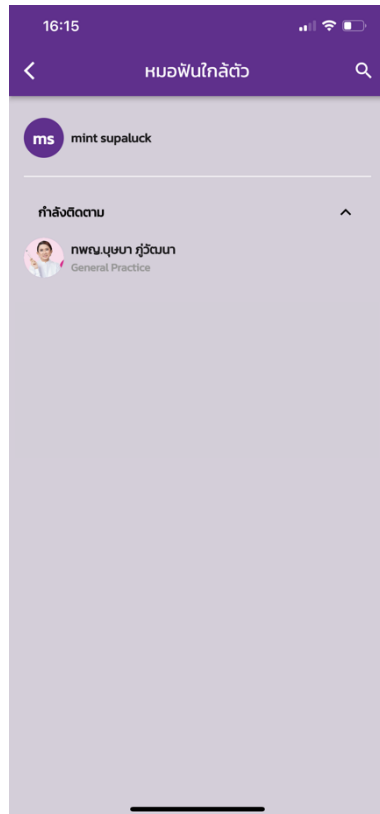 16:15
หมอฟันใกล้ตัว
ms
mint supaluck
กำลังติดตาม
ทพญ.บุษบา ภู่วัฒนา
General Practice